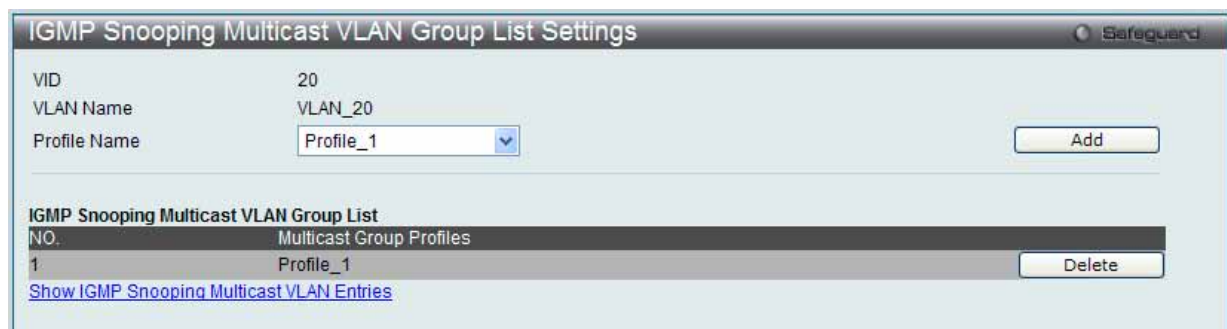 IGMP Snooping Multicast VLAN Group List Settings Safeguard
VID 20
VLAN Name VLAN_20
Profile Name Profile_1 Add
IGMP Snooping Multicast VLAN Group List
NO. Multicast Group Profiles
1 Profile_1 Delete
Show IGMP Snooping Multicast VLAN Entries